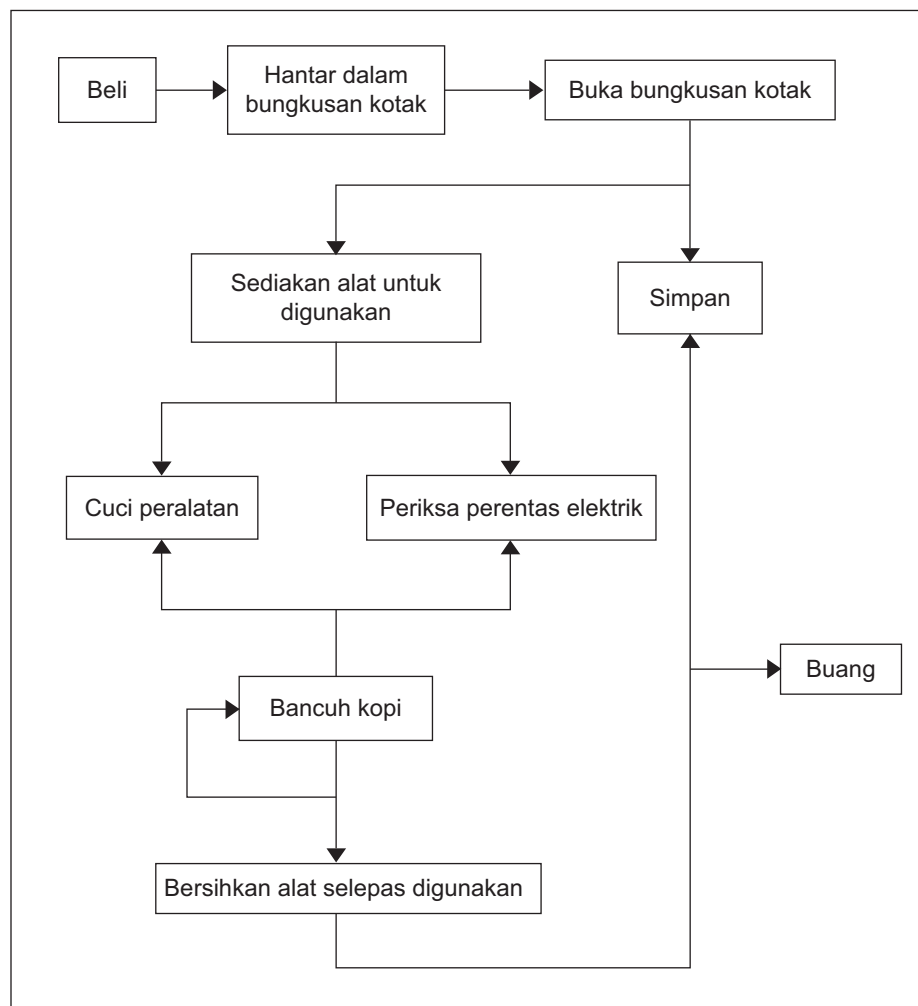 Beli
Hantar dalam
bungkusan kotak
Buka bungkusan kotak
Sediakan alat untuk
digunakan
Simpan
Cuci peralatan
Periksa perentas elektrik
Buang
Bancuh kopi
Bersihkan alat selepas digunakan